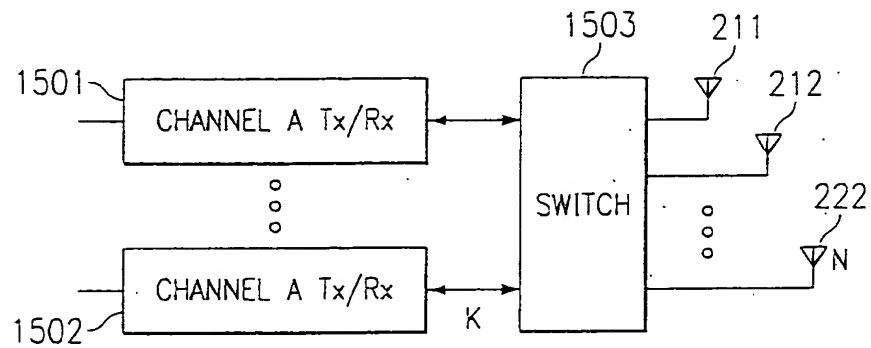 1503
211
1501
212
CHANNEL A Tx/Rx
SWITCH
222
N
CHANNEL A Tx/Rx
K
1502